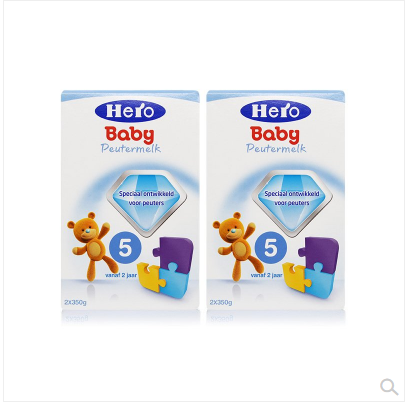 Hero
Baby
Peutermelk
Speciaal ontwikkeld
voor peuters
5
vanaf 2 jaar
2x350g
Hero
Baby
Peutermelk
Speciaal ontwikkeld
voor peuters
5
vanaf 2 jaar
2x350g